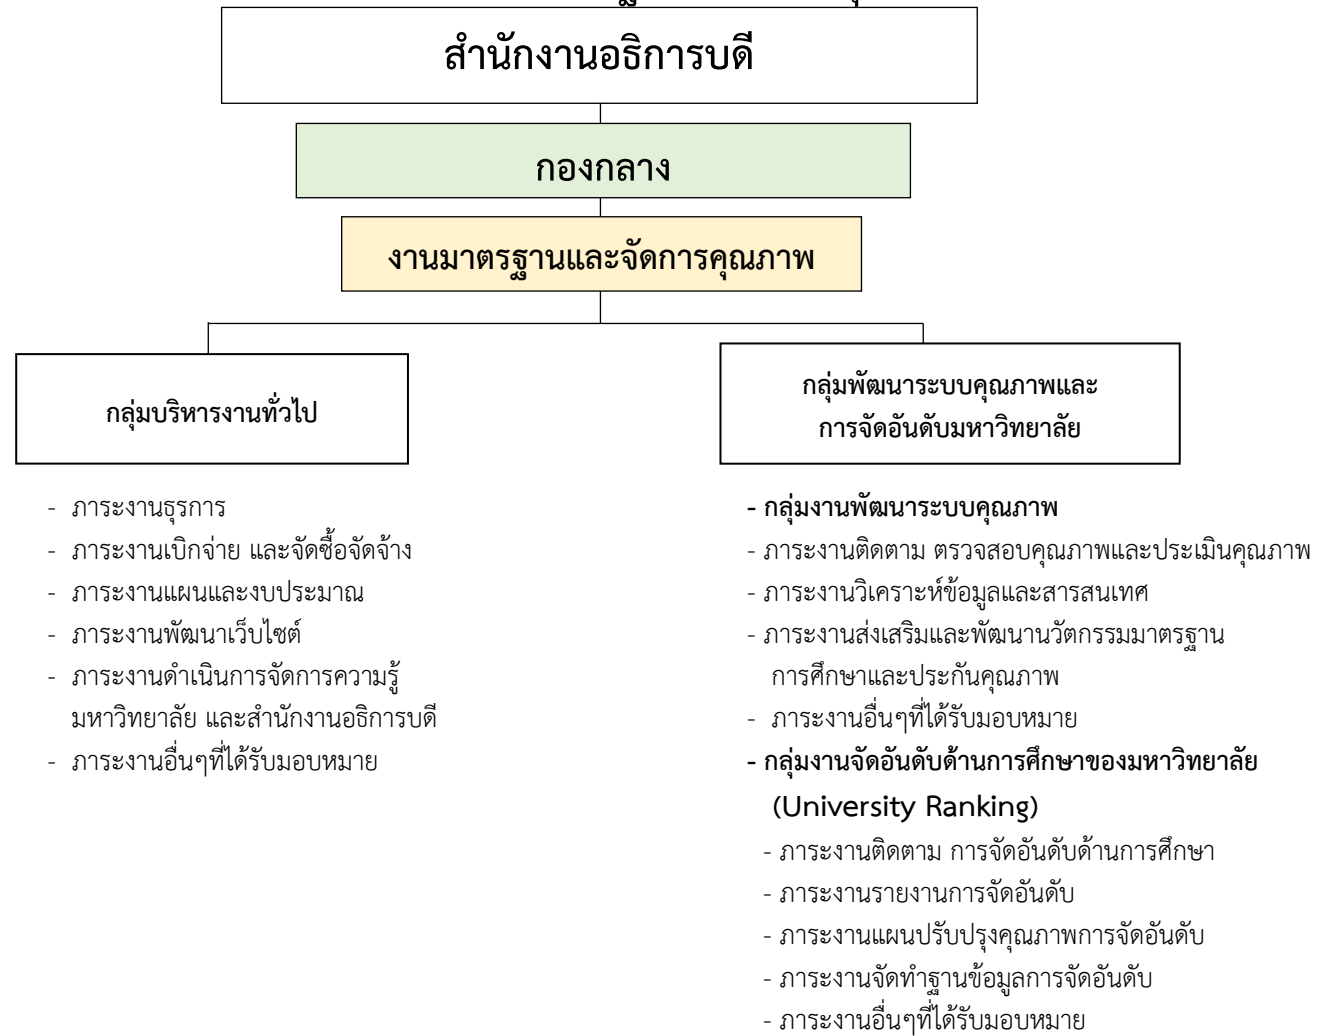 สำนักงานอธิการบดี
กองกลาง
งานมาตรฐานและจัดการคุณภาพ
กลุ่มบริหารงานทั่วไป
- ภาระงานธุรการ
- ภาระงานเบิกจ่าย และจัดซื้อจัดจ้าง
- ภาระงานแผนและงบประมาณ
- ภาระงานพัฒนาเว็บไซต์
- ภาระงานดำเนินการจัดการความรู้
มหาวิทยาลัย และสำนักงานอธิการบดี
- ภาระงานอื่นๆที่ได้รับมอบหมาย
กลุ่มพัฒนาระบบคุณภาพและ
การจัดอันดับมหาวิทยาลัย
- กลุ่มงานพัฒนาระบบคุณภาพ
- ภาระงานติดตาม ตรวจสอบคุณภาพและประเมินคุณภาพ
- ภาระงานวิเคราะห์ข้อมูลและสารสนเทศ
- ภาระงานส่งเสริมและพัฒนานวัตกรรมมาตรฐาน
การศึกษาและประกันคุณภาพ
- ภาระงานอื่นๆที่ได้รับมอบหมาย
- กลุ่มงานจัดอันดับด้านการศึกษาของมหาวิทยาลัย
(University Ranking)
- ภาระงานติดตาม การจัดอันดับด้านการศึกษา
- ภาระงานรายงานการจัดอันดับ
- ภาระงานแผนปรับปรุงคุณภาพการจัดอันดับ
- ภาระงานจัดทำฐานข้อมูลการจัดอันดับ
- ภาระงานอื่นๆที่ได้รับมอบหมาย